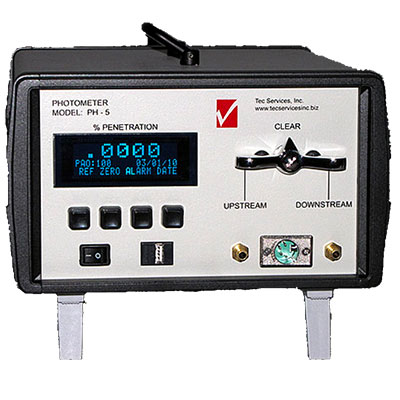 PHOTOMETER
MODEL: PH - 5
Tec Services, Inc.
www.tecservicesinc.biz
% PENETRATION
CLEAR
.0000
PAO:100 03/01/10
REF ZERO ALARM DATE
UPSTREAM
DOWNSTREAM